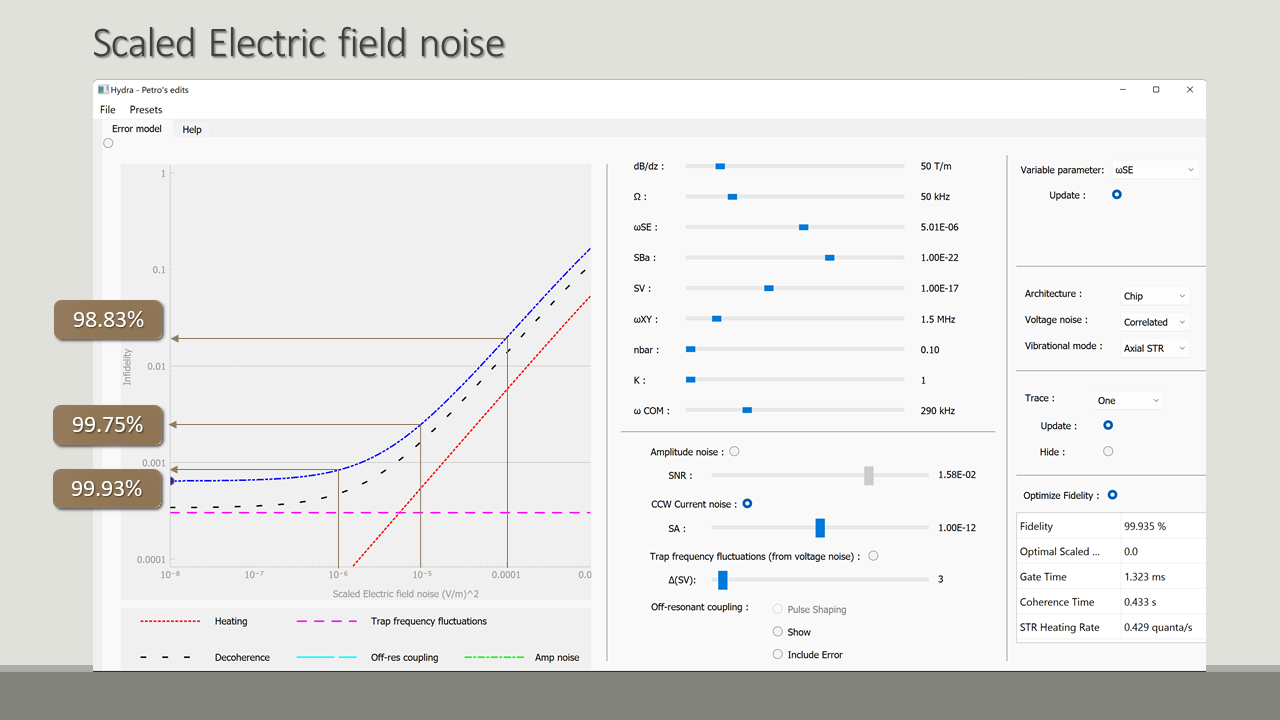 Scaled Electric field noise
Hydra - Petro's edits
File Presets
Error model Help
1
0.1
0.01
0.001
0.0001
Infidelity
98.83%
99.75%
99.93%
10⁻⁸ 10⁻⁷ 10⁻⁶ 10⁻⁵ 0.0001 0.0
Scaled Electric field noise (V/m)^2
Heating Trap frequency fluctuations
Decoherence Off-res coupling Amp noise
dB/dz : 50 T/m
Ω : 50 kHz
ωSE : 5.01E-06
SBa : 1.00E-22
SV : 1.00E-17
ωXY : 1.5 MHz
nbar : 0.10
K : 1
ω COM : 290 kHz
Amplitude noise :
SNR : 1.58E-02
CCW Current noise :
SA : 1.00E-12
Trap frequency fluctuations (from voltage noise) :
Δ(SV): 3
Off-resonant coupling : Pulse Shaping
Show
Include Error
Variable parameter: ωSE
Update :
Architecture : Chip
Voltage noise : Correlated
Vibrational mode : Axial STR
Trace : One
Update :
Hide :
Optimize Fidelity :
Fidelity 99.935 %
Optimal Scaled ... 0.0
Gate Time 1.323 ms
Coherence Time 0.433 s
STR Heating Rate 0.429 quanta/s